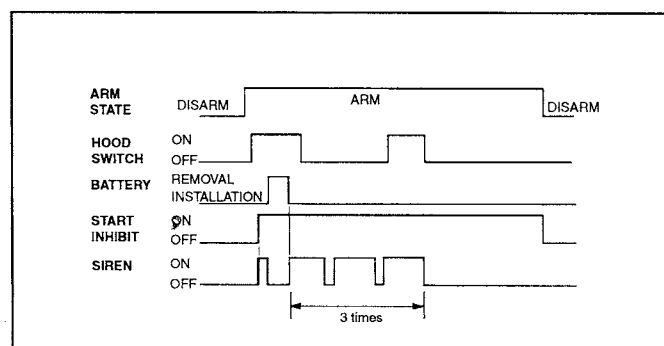 ARM STATE DISARM ARM DISARM
HOOD SWITCH ON OFF
BATTERY REMOVAL INSTALLATION
START INHIBIT ON OFF
SIREN ON OFF
3 times